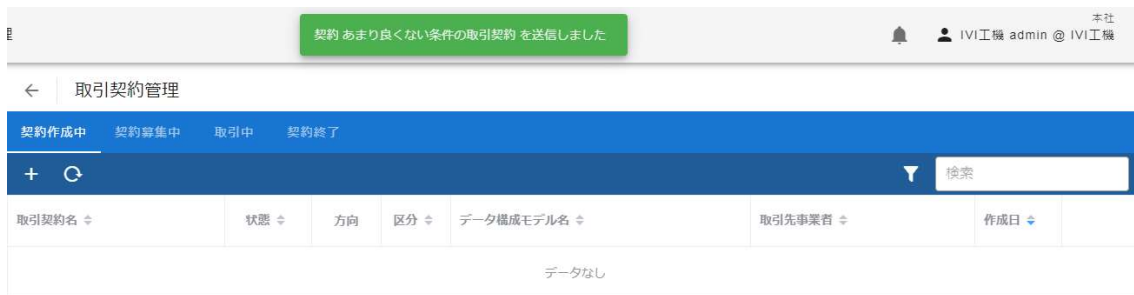 理
契約 あまり良くない条件の取引契約 を送信しました
本社
IVI工機 admin @ IVI工機
取引契約管理
契約作成中 契約募集中 取引中 契約終了
検索
取引契約名 状態 方向 区分 データ構成モデル名 取引先事業者 作成日
データなし